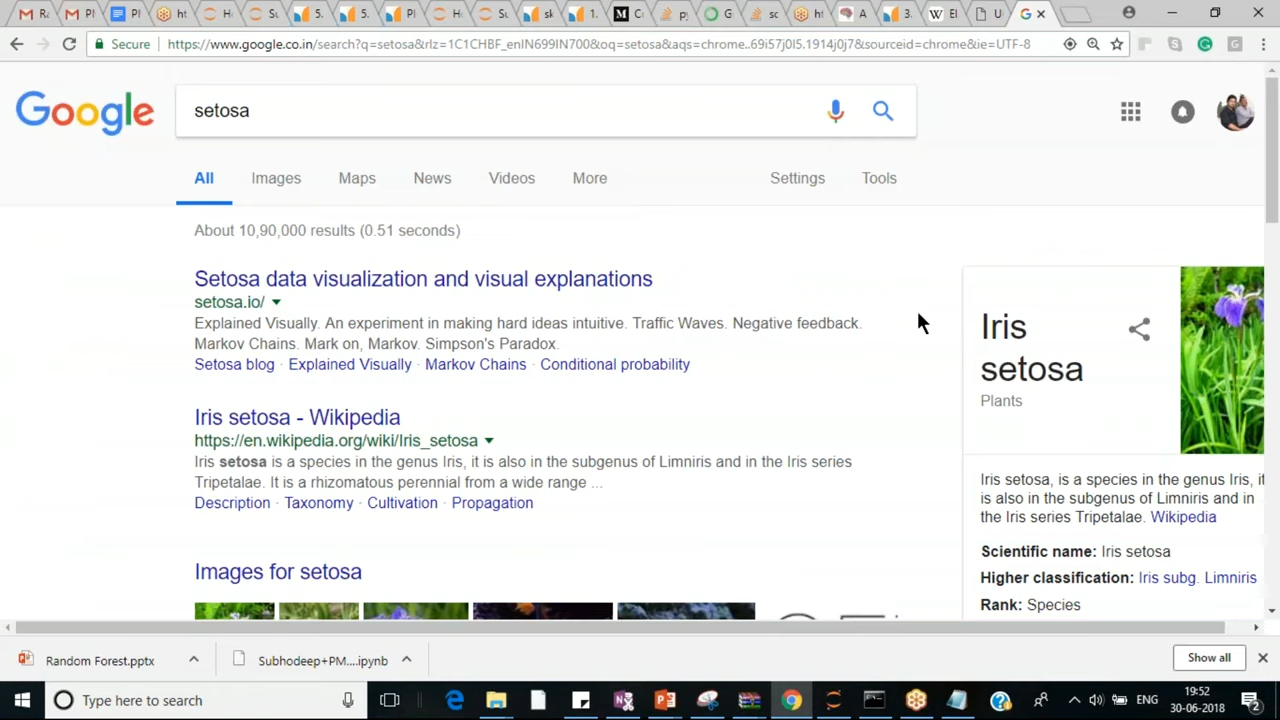 Secure
https://www.google.co.in/search?q=setosa&rlz=1C1CHBF_enIN699IN700&oq=setosa&aqs=chrome..69i57j0l5.1914j0j7&sourceid=chrome&ie=UTF-8
Google
setosa
All Images Maps News Videos More Settings Tools
About 10,90,000 results (0.51 seconds)
Setosa data visualization and visual explanations
setosa.io/
Explained Visually. An experiment in making hard ideas intuitive. Traffic Waves. Negative feedback.
Markov Chains. Mark on, Markov. Simpson's Paradox.
Setosa blog · Explained Visually · Markov Chains · Conditional probability
Iris setosa - Wikipedia
https://en.wikipedia.org/wiki/Iris_setosa
Iris setosa is a species in the genus Iris, it is also in the subgenus of Limniris and in the Iris series
Tripetalae. It is a rhizomatous perennial from a wide range ...
Description · Taxonomy · Cultivation · Propagation
Images for setosa
Iris
setosa
Plants
Iris setosa, is a species in the genus Iris, it
is also in the subgenus of Limniris and in
the Iris series Tripetalae. Wikipedia
Scientific name: Iris setosa
Higher classification: Iris subg. Limniris
Rank: Species
Random Forest.pptx
Subhodeep+PM....ipynb
Show all
Type here to search
ENG
19:52
30-06-2018
2